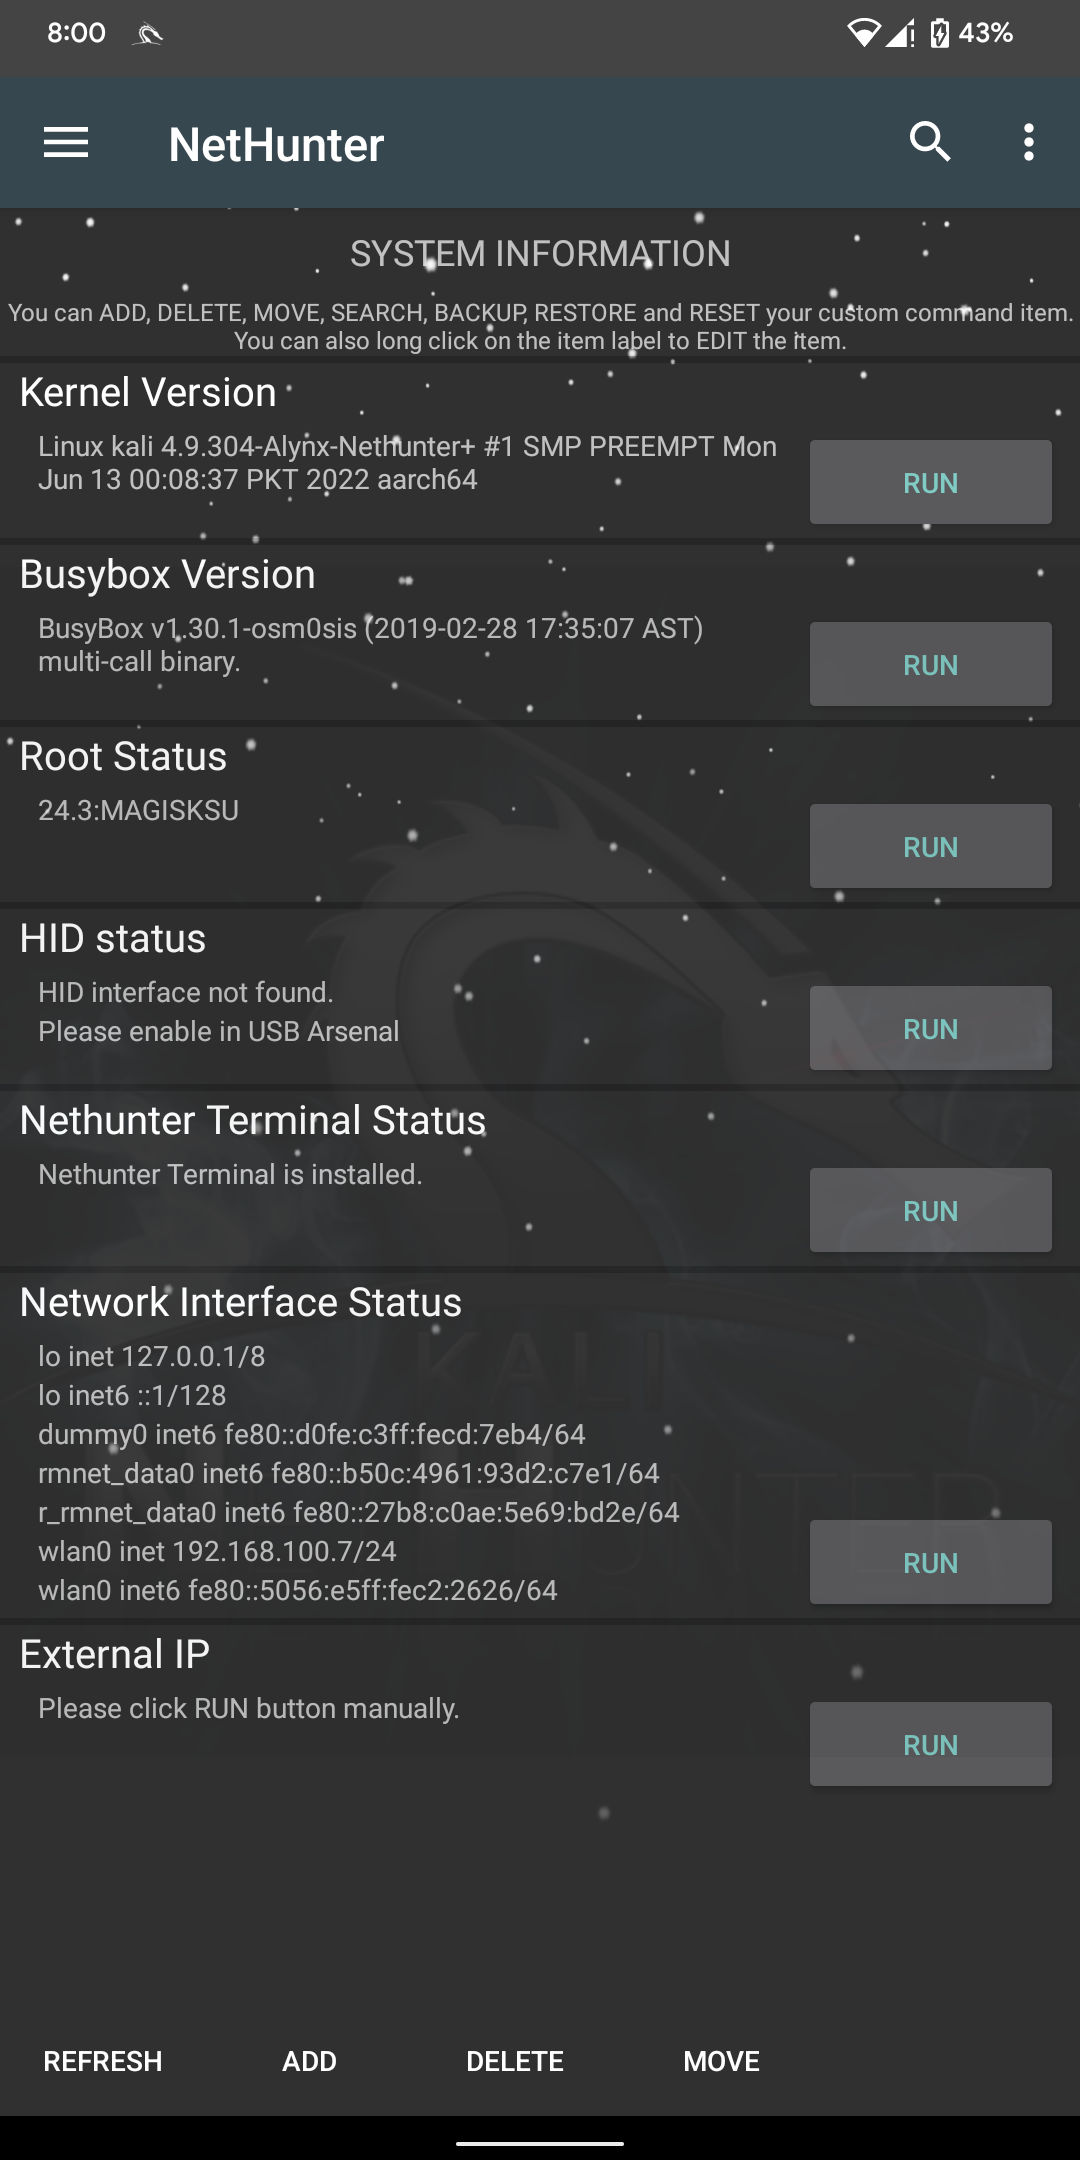 8:00
43%
NetHunter
SYSTEM INFORMATION
You can ADD, DELETE, MOVE, SEARCH, BACKUP, RESTORE and RESET your custom command item.
You can also long click on the item label to EDIT the item.
Kernel Version
Linux kali 4.9.304-Alynx-Nethunter+ #1 SMP PREEMPT Mon
Jun 13 00:08:37 PKT 2022 aarch64
RUN
Busybox Version
BusyBox v1.30.1-osm0sis (2019-02-28 17:35:07 AST)
multi-call binary.
RUN
Root Status
24.3:MAGISKSU
RUN
HID status
HID interface not found.
Please enable in USB Arsenal
RUN
Nethunter Terminal Status
Nethunter Terminal is installed.
RUN
Network Interface Status
lo inet 127.0.0.1/8
lo inet6 ::1/128
dummy0 inet6 fe80::d0fe:c3ff:fecd:7eb4/64
rmnet_data0 inet6 fe80::b50c:4961:93d2:c7e1/64
r_rmnet_data0 inet6 fe80::27b8:c0ae:5e69:bd2e/64
wlan0 inet 192.168.100.7/24
wlan0 inet6 fe80::5056:e5ff:fec2:2626/64
RUN
KALI
NETHUNTER
External IP
Please click RUN button manually.
RUN
REFRESH
ADD
DELETE
MOVE